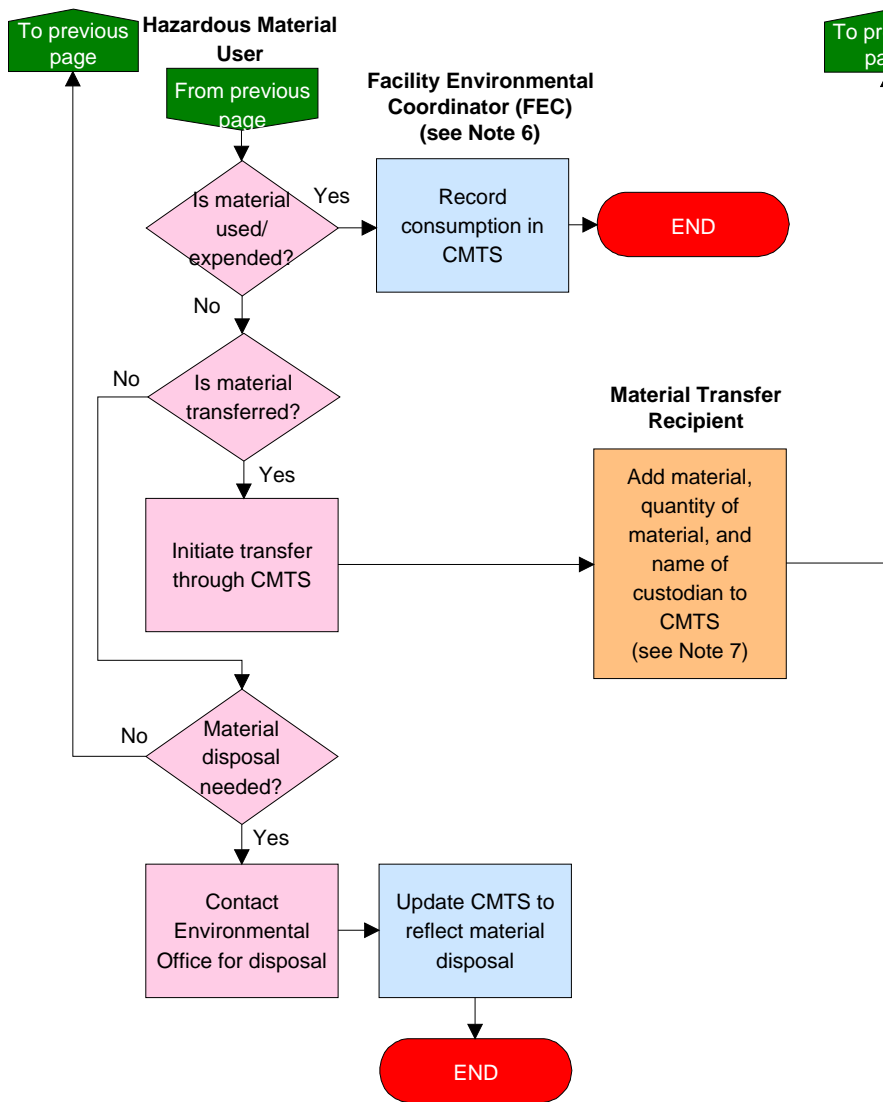 To previous
page
Hazardous Material
User
From previous
page
Facility Environmental
Coordinator (FEC)
(see Note 6)
To pr
pa
Is material
used/
expended?
Yes
Record
consumption in
CMTS
END
No
Is material
transferred?
No
Yes
Initiate transfer
through CMTS
Material Transfer
Recipient
Add material,
quantity of
material, and
name of
custodian to
CMTS
(see Note 7)
Material
disposal
needed?
No
Yes
Contact
Environmental
Office for disposal
Update CMTS to
reflect material
disposal
END